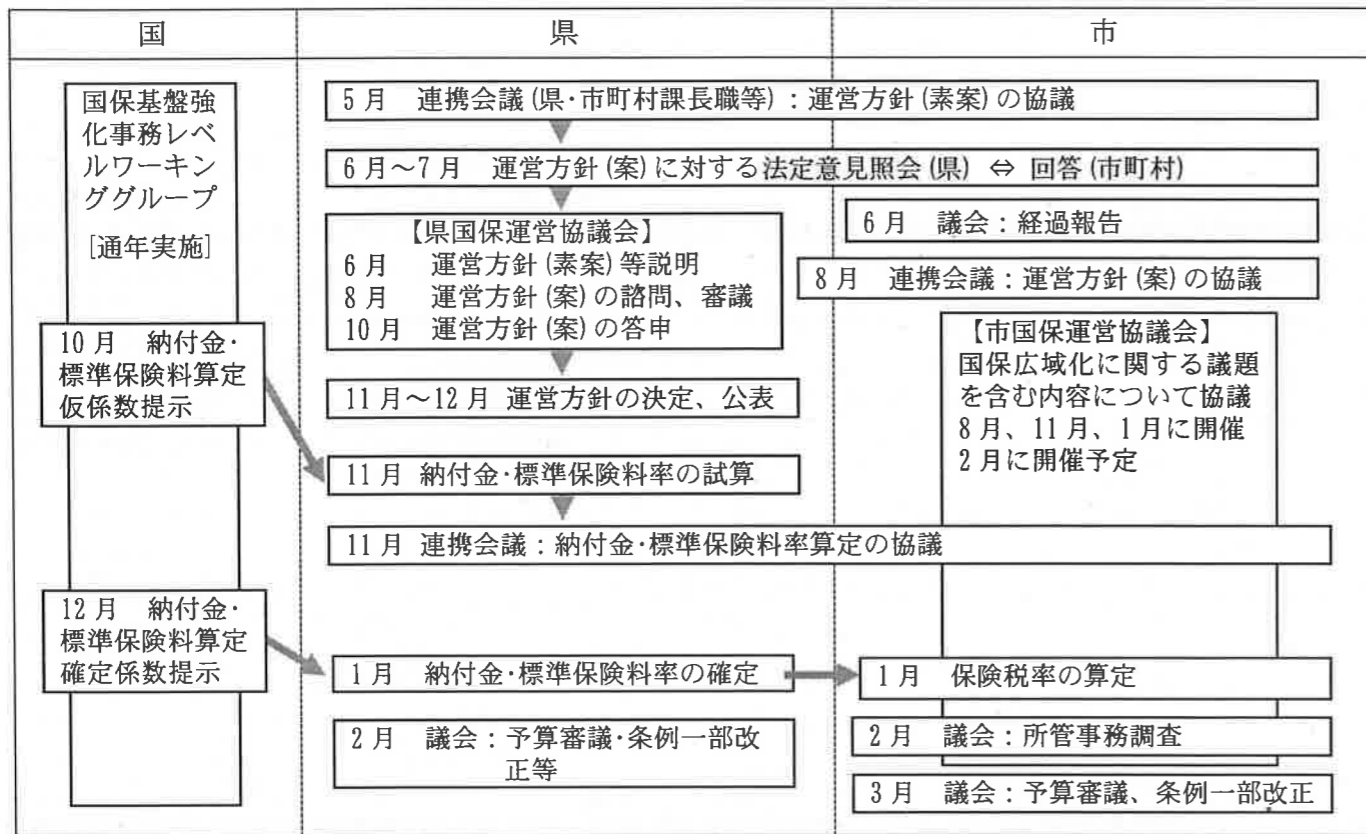 国
県
市
国保基盤強
化事務レベ
ルワーキン
ググループ
[通年実施]
10月 納付金・
標準保険料算定
仮係数提示
12月 納付金・
標準保険料算定
確定係数提示
5月 連携会議(県・市町村課長職等)：運営方針(素案)の協議
6月～7月 運営方針(案)に対する法定意見照会(県) ⇔ 回答(市町村)
【県国保運営協議会】
6月 運営方針(素案)等説明
8月 運営方針(案)の諮問、審議
10月 運営方針(案)の答申
11月～12月 運営方針の決定、公表
11月 納付金・標準保険料率の試算
11月 連携会議：納付金・標準保険料率算定の協議
1月 納付金・標準保険料率の確定
2月 議会：予算審議・条例一部改
正等
6月 議会：経過報告
8月 連携会議：運営方針(案)の協議
【市国保運営協議会】
国保広域化に関する議題
を含む内容について協議
8月、11月、1月に開催
2月に開催予定
1月 保険税率の算定
2月 議会：所管事務調査
3月 議会：予算審議、条例一部改正